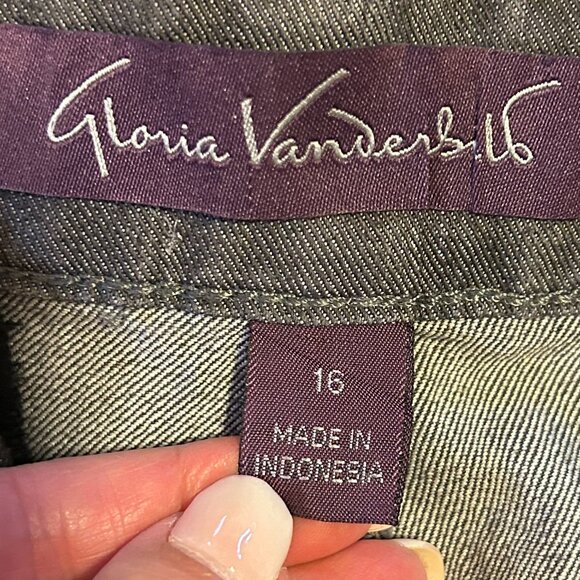 Gloria Vanderbilt
16
MADE IN
INDONESIA